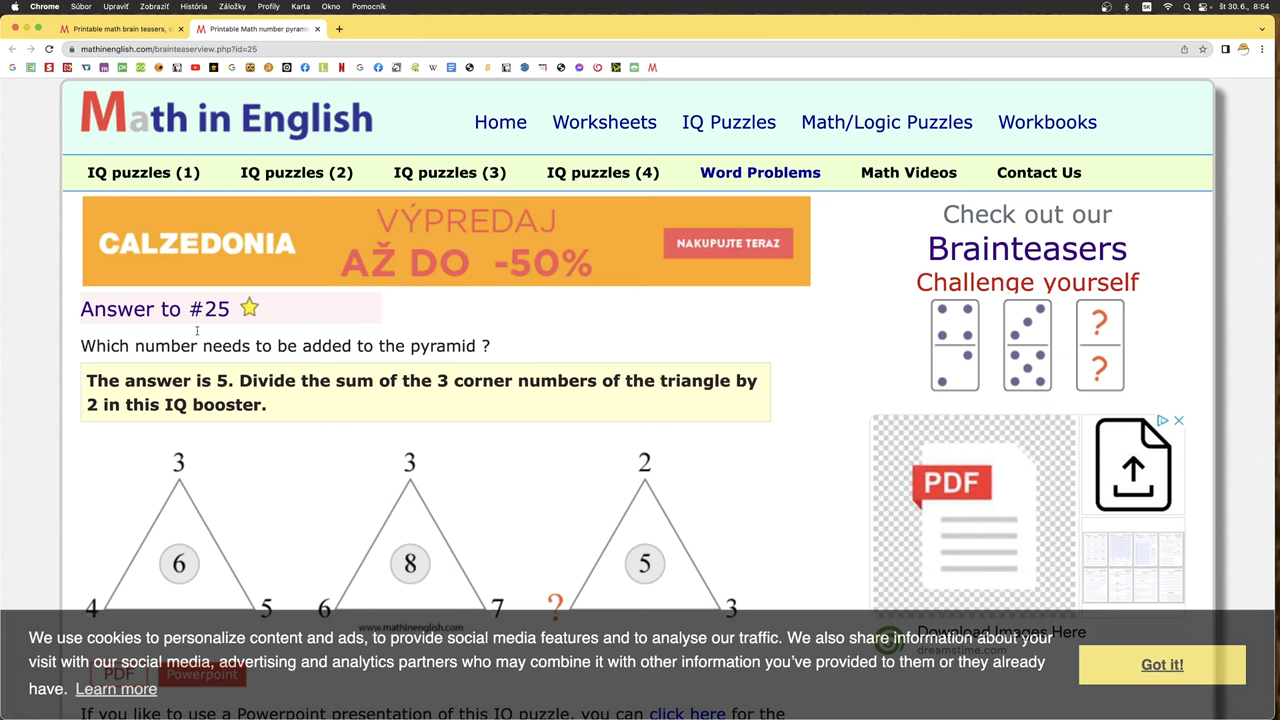 Chrome Súbor Upraviť Zobraziť História Záložky Profily Karta Okno Pomocník
SK št 30. 6., 8:54
Printable math brain teasers,
Printable Math number pyrami
mathinenglish.com/brainteaserview.php?id=25
Math in English
Home Worksheets IQ Puzzles Math/Logic Puzzles Workbooks
IQ puzzles (1) IQ puzzles (2) IQ puzzles (3) IQ puzzles (4) Word Problems Math Videos Contact Us
CALZEDONIA
VÝPREDAJ
AŽ DO -50%
NAKUPUJTE TERAZ
Check out our
Brainteasers
Challenge yourself
? 
?
Answer to #25
Which number needs to be added to the pyramid ?
The answer is 5. Divide the sum of the 3 corner numbers of the triangle by
2 in this IQ booster.
3 3 2
6 8 5
4 5 6 7 ? 3
www.mathinenglish.com
PDF
Download Images Here
dreamstime.com
We use cookies to personalize content and ads, to provide social media features and to analyse our traffic. We also share information about your
visit with our social media, advertising and analytics partners who may combine it with other information you've provided to them or they already
have. Learn more
Got it!
PDF Powerpoint
If you like to use a Powerpoint presentation of this IQ puzzle, you can click here for the